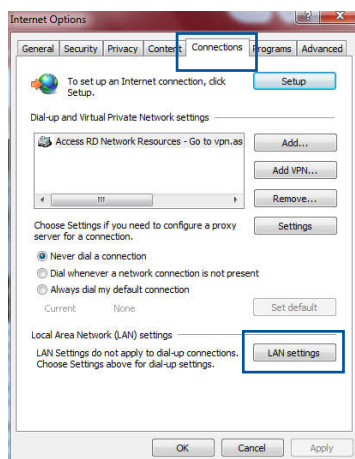 Internet Options
General Security Privacy Content Connections Programs Advanced
To set up an Internet connection, click
Setup.
Setup
Dial-up and Virtual Private Network settings
Access RD Network Resources - Go to vpn.as
Add...
Add VPN...
Remove...
Choose Settings if you need to configure a proxy
server for a connection.
Settings
Never dial a connection
Dial whenever a network connection is not present
Always dial my default connection
Current None
Set default
Local Area Network (LAN) settings
LAN Settings do not apply to dial-up connections.
Choose Settings above for dial-up settings.
LAN settings
OK Cancel Apply